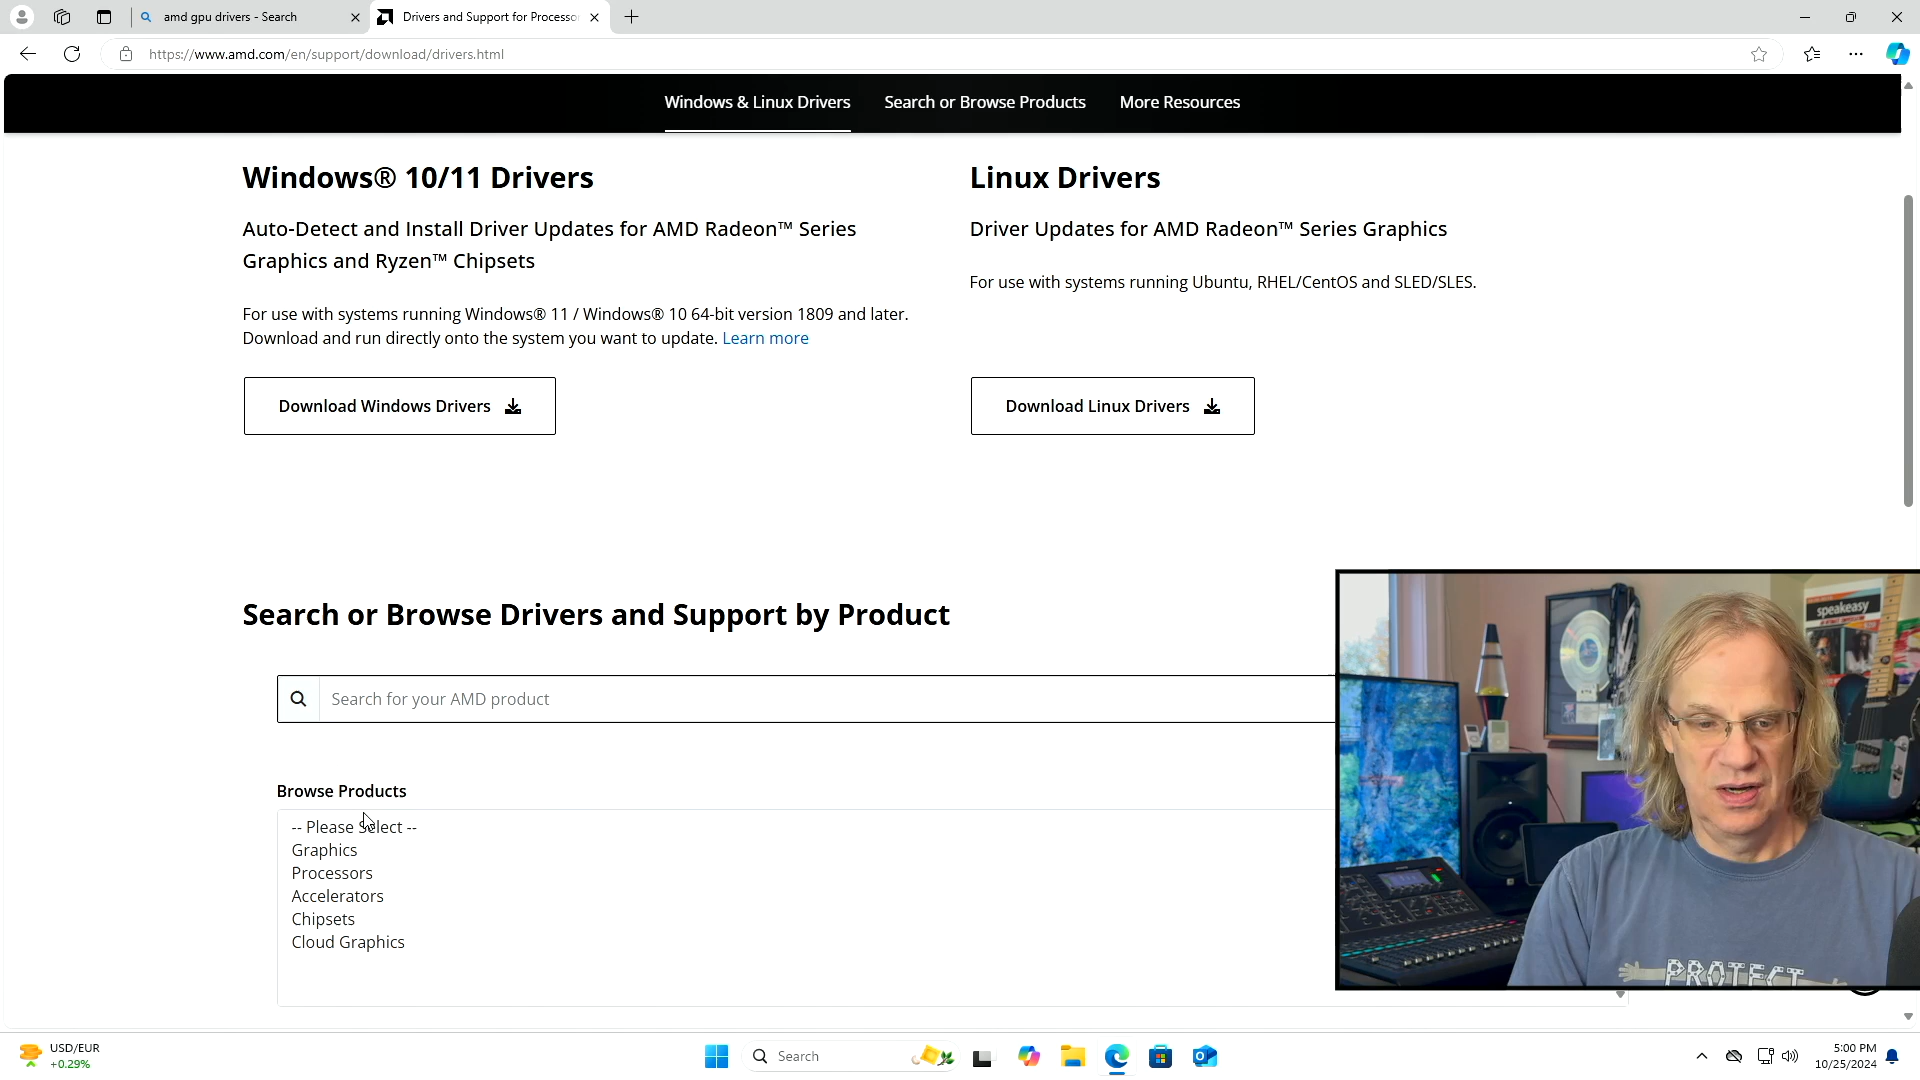 amd gpu drivers - Search
Drivers and Support for Processor
https://www.amd.com/en/support/download/drivers.html
Windows & Linux Drivers
Search or Browse Products
More Resources
Windows® 10/11 Drivers
Auto-Detect and Install Driver Updates for AMD Radeon™ Series
Graphics and Ryzen™ Chipsets
For use with systems running Windows® 11 / Windows® 10 64-bit version 1809 and later.
Download and run directly onto the system you want to update. Learn more
Download Windows Drivers
Linux Drivers
Driver Updates for AMD Radeon™ Series Graphics
For use with systems running Ubuntu, RHEL/CentOS and SLED/SLES.
Download Linux Drivers
Search or Browse Drivers and Support by Product
Search for your AMD product
Browse Products
-- Please Select --
Graphics
Processors
Accelerators
Chipsets
Cloud Graphics
speakeasy
PROTECT
USD/EUR
+0.29%
Search
5:00 PM
10/25/2024